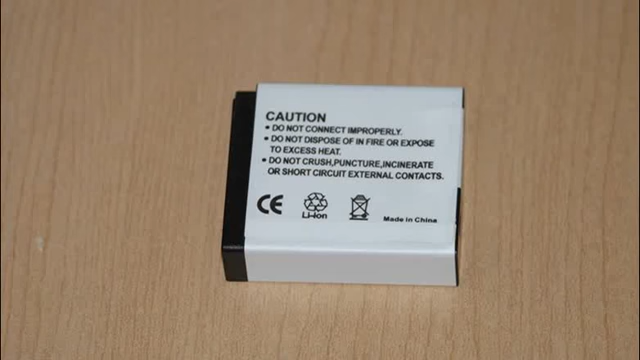 CAUTION
• DO NOT CONNECT IMPROPERLY.
• DO NOT DISPOSE OF IN FIRE OR EXPOSE
TO EXCESS HEAT.
• DO NOT CRUSH,PUNCTURE,INCINERATE
OR SHORT CIRCUIT EXTERNAL CONTACTS.
CE
Li-ion
Made in China